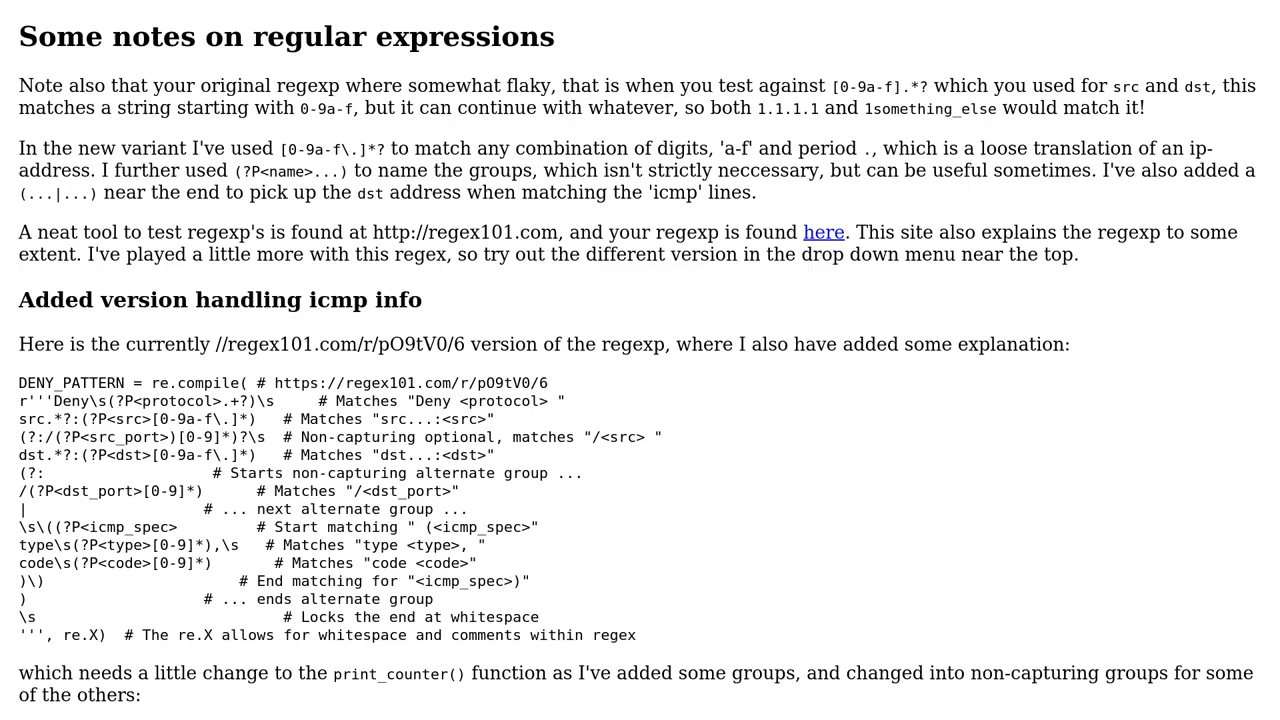 Some notes on regular expressions
Note also that your original regexp where somewhat flaky, that is when you test against [0-9a-f].*? which you used for src and dst, this
matches a string starting with 0-9a-f, but it can continue with whatever, so both 1.1.1.1 and 1something_else would match it!
In the new variant I've used [0-9a-f\.]*? to match any combination of digits, 'a-f' and period ., which is a loose translation of an ip-
address. I further used (?P<name>...) to name the groups, which isn't strictly neccessary, but can be useful sometimes. I've also added a
(...|...) near the end to pick up the dst address when matching the 'icmp' lines.
A neat tool to test regexp's is found at http://regex101.com, and your regexp is found here. This site also explains the regexp to some
extent. I've played a little more with this regex, so try out the different version in the drop down menu near the top.
Added version handling icmp info
Here is the currently //regex101.com/r/pO9tV0/6 version of the regexp, where I also have added some explanation:
DENY_PATTERN = re.compile( # https://regex101.com/r/pO9tV0/6
r'''Deny\s(?P<protocol>.+?)\s     # Matches "Deny <protocol> "
src.*?:(?P<src>[0-9a-f\.]*)   # Matches "src...:<src>"
(?:/(?P<src_port>)[0-9]*)?\s  # Non-capturing optional, matches "/<src> "
dst.*?:(?P<dst>[0-9a-f\.]*)   # Matches "dst...:<dst>"
(?:                   # Starts non-capturing alternate group ...
/(?P<dst_port>[0-9]*)      # Matches "/<dst_port>"
|                    # ... next alternate group ...
\s\((?P<icmp_spec>         # Start matching " (<icmp_spec>"
type\s(?P<type>[0-9]*),\s   # Matches "type <type>, "
code\s(?P<code>[0-9]*)       # Matches "code <code>"
)\)                      # End matching for "<icmp_spec>)"
)                    # ... ends alternate group
\s                            # Locks the end at whitespace
''', re.X)  # The re.X allows for whitespace and comments within regex
which needs a little change to the print_counter() function as I've added some groups, and changed into non-capturing groups for some
of the others: